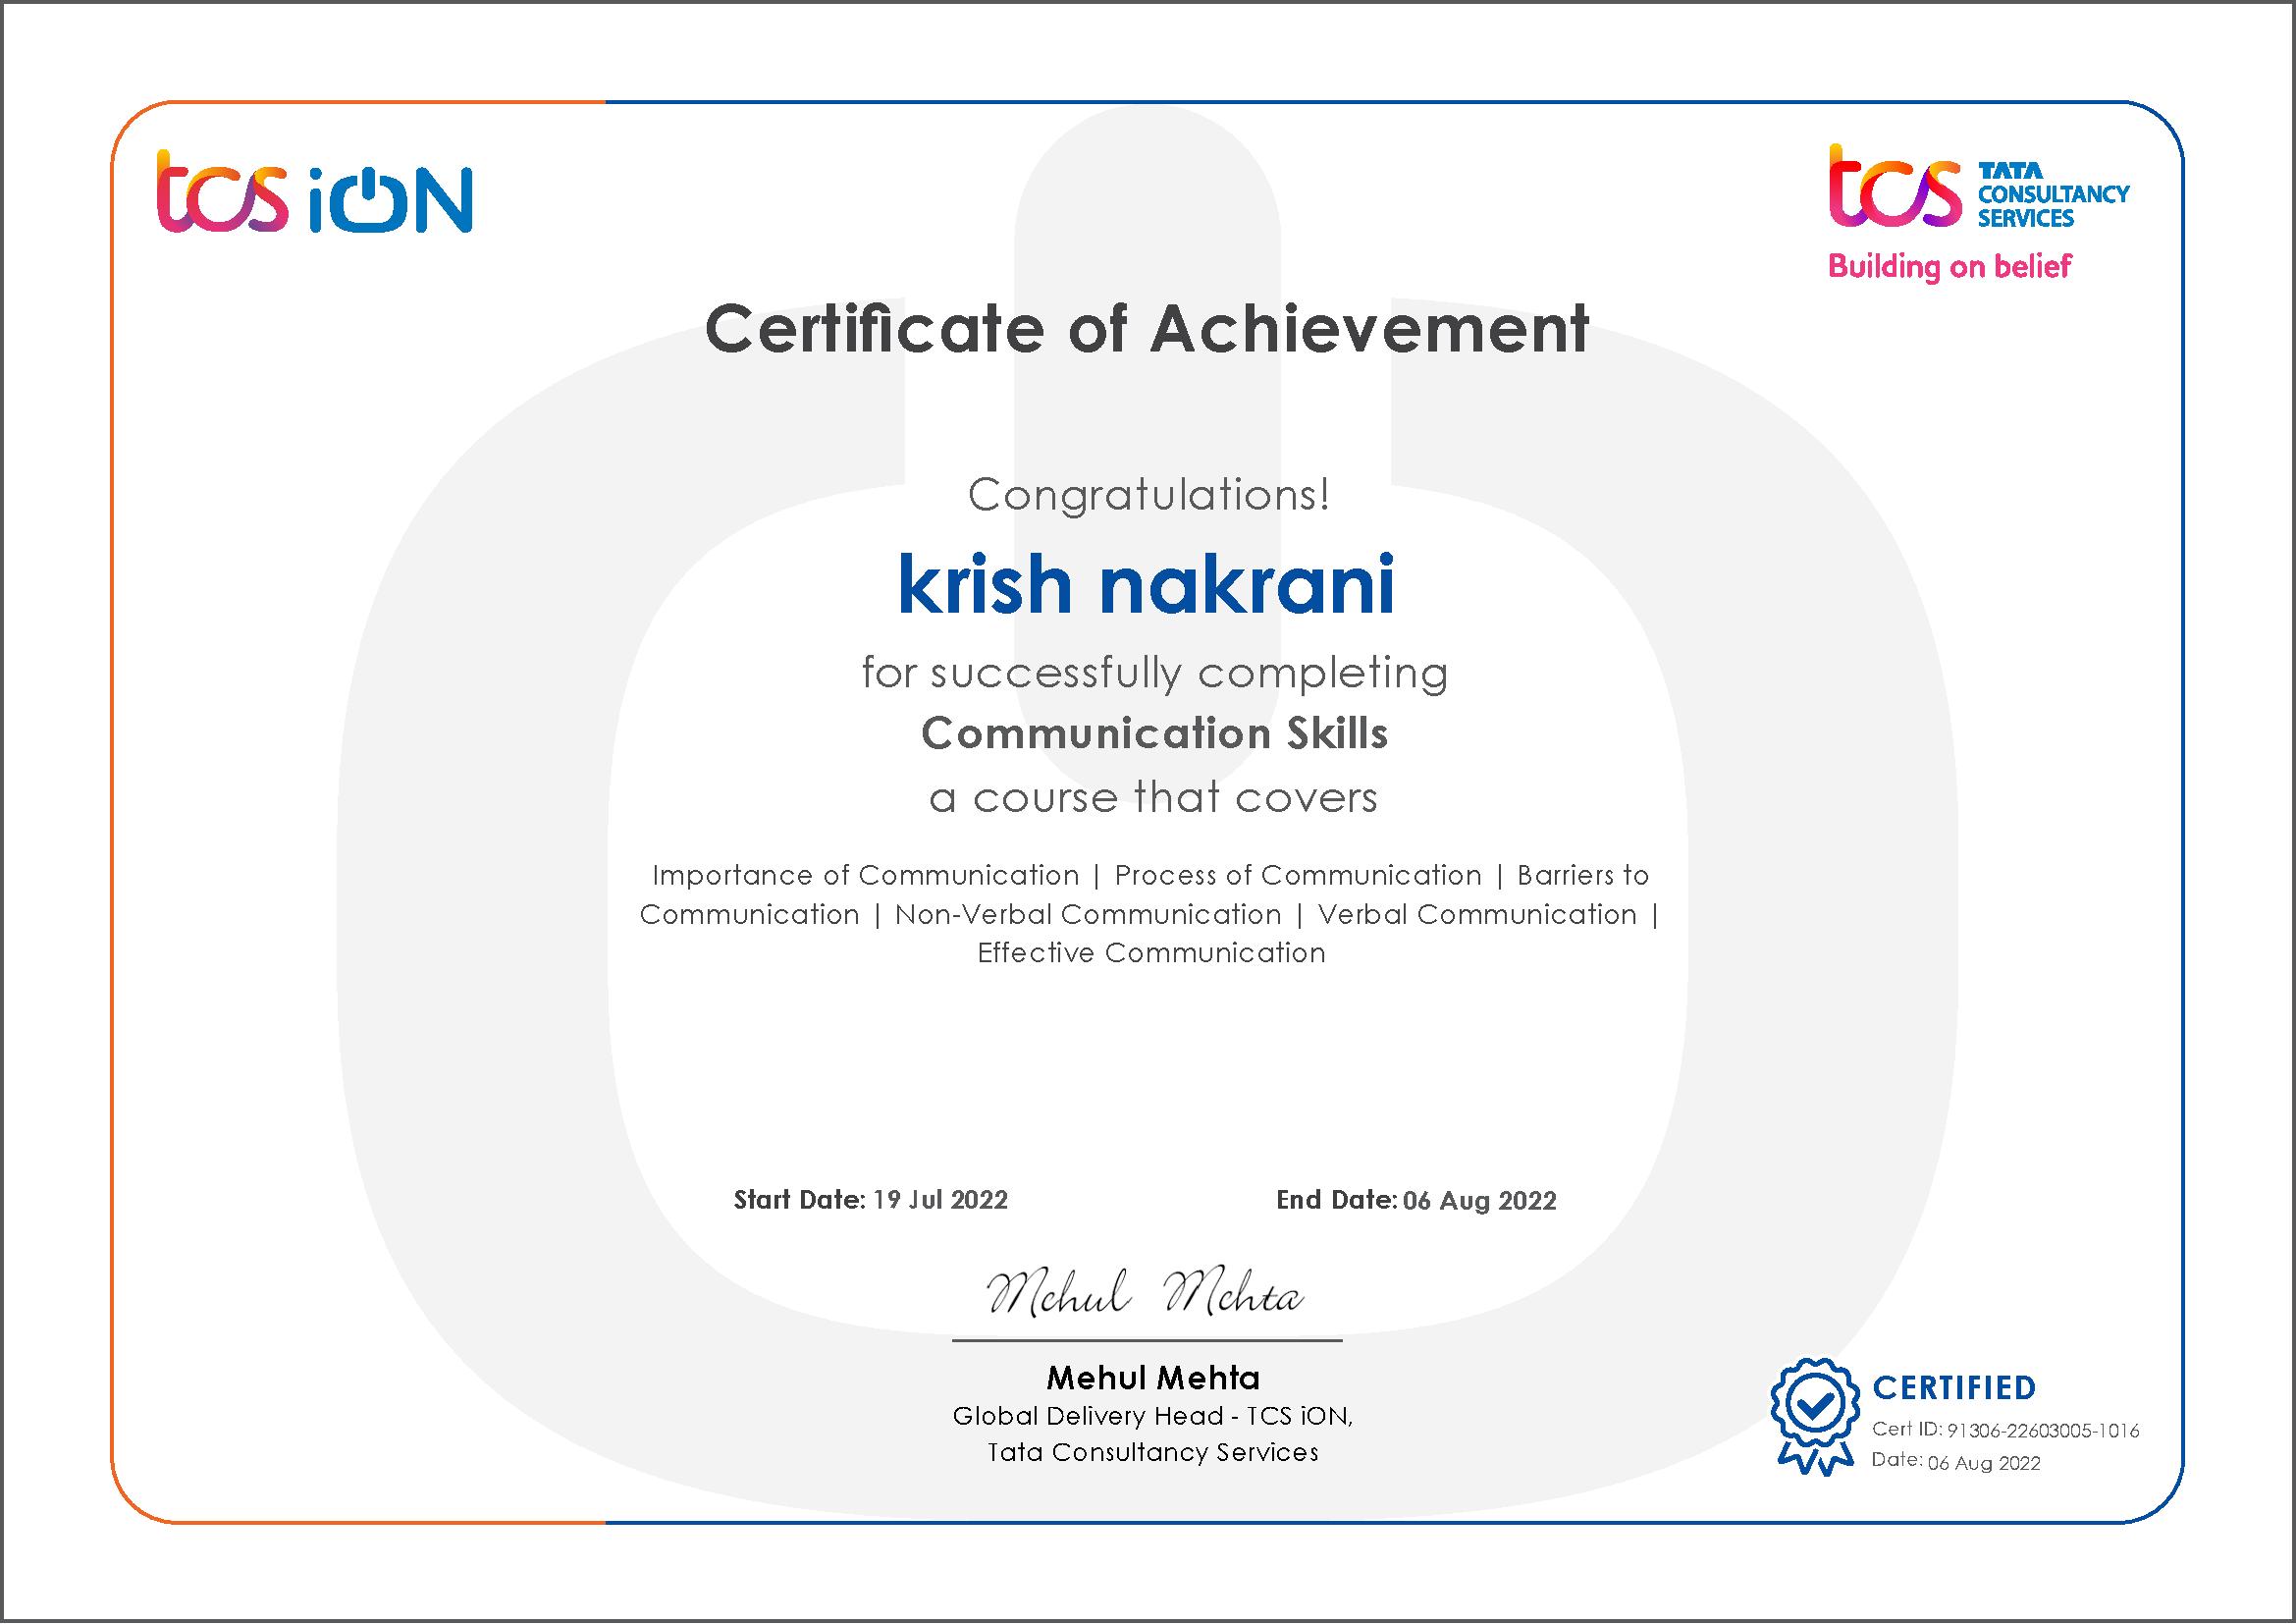 tcs iON
tcs TATA
CONSULTANCY
SERVICES
Building on belief
Certificate of Achievement
Congratulations!
krish nakrani
for successfully completing
Communication Skills
a course that covers
Importance of Communication | Process of Communication | Barriers to
Communication | Non-Verbal Communication | Verbal Communication |
Effective Communication
Start Date: 19 Jul 2022
End Date: 06 Aug 2022
Mehul Mehta
Mehul Mehta
Global Delivery Head - TCS iON,
Tata Consultancy Services
CERTIFIED
Cert ID: 91306-22603005-1016
Date: 06 Aug 2022